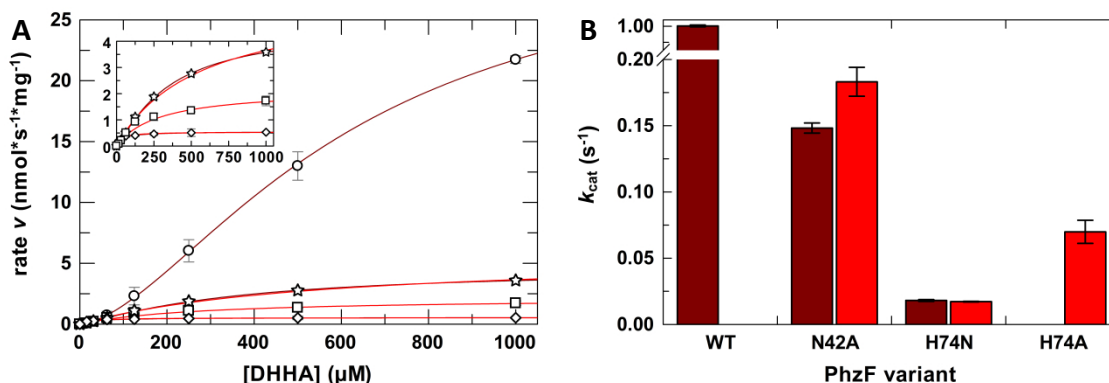 A
rate v (nmol*s⁻¹*mg⁻¹)
25
20
15
10
5
0
0 200 400 600 800 1000
[DHHA] (µM)
4
3
2
1
0
0 250 500 750 1000
B
k_cat (s⁻¹)
1.00
0.20
0.15
0.10
0.05
0.00
WT N42A H74N H74A
PhzF variant